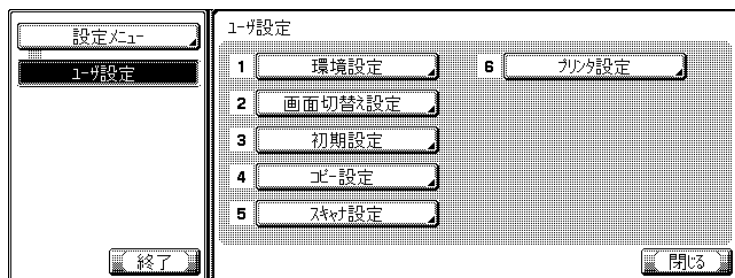 設定メニュー
ユーザ設定
終了
ユーザ設定
1 環境設定
2 画面切替え設定
3 初期設定
4 コピー設定
5 スキャナ設定
6 プリンタ設定
閉じる